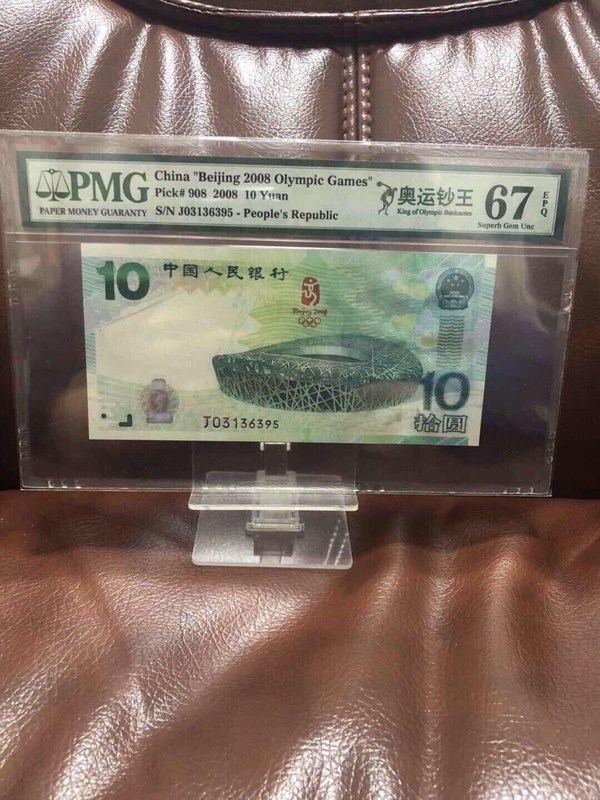 PMG
PAPER MONEY GUARANTY
China "Beijing 2008 Olympic Games"
Pick# 908 2008 10 Yuan
S/N J03136395 - People's Republic
奥运钞王
King of Olympic Banknotes
67
Superb Gem Unc
EPQ
10
中国人民银行
Beijing 2008
10
拾圆
J03136395